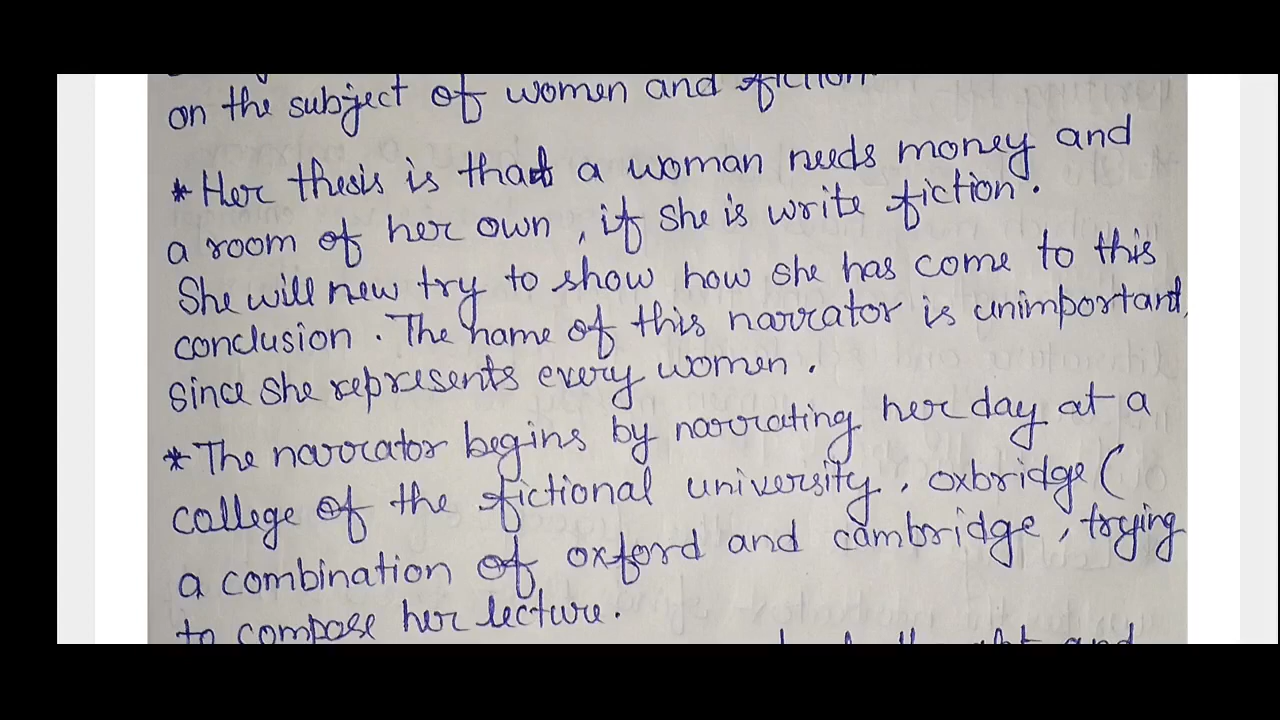 on the subject of women and fiction.
* Her thesis is that a woman needs money and
a room of her own, if she is write fiction.
She will new try to show how she has come to this
conclusion. The name of this narrator is unimportant,
since she represents every women.
* The narrator begins by narrating her day at a
college of the fictional university, oxbridge (
a combination of oxford and cambridge, trying
to compose her lecture.
and